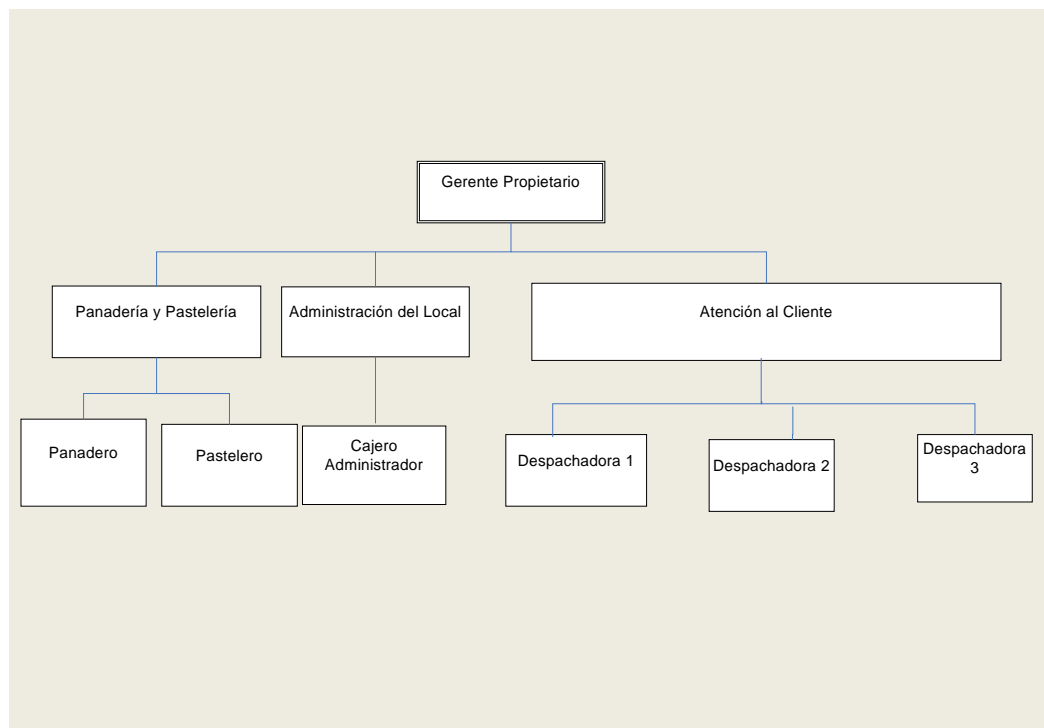 Gerente Propietario
Panadería y Pastelería
Administración del Local
Atención al Cliente
Panadero
Pastelero
Cajero
Administrador
Despachadora 1
Despachadora 2
Despachadora
3